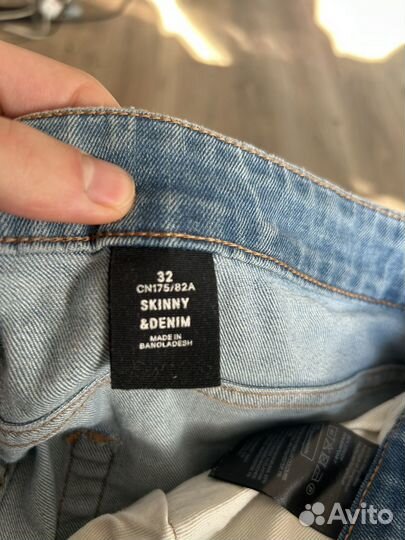 32
CN175/82A
SKINNY
&DENIM
MADE IN
BANGLADESH
Avito